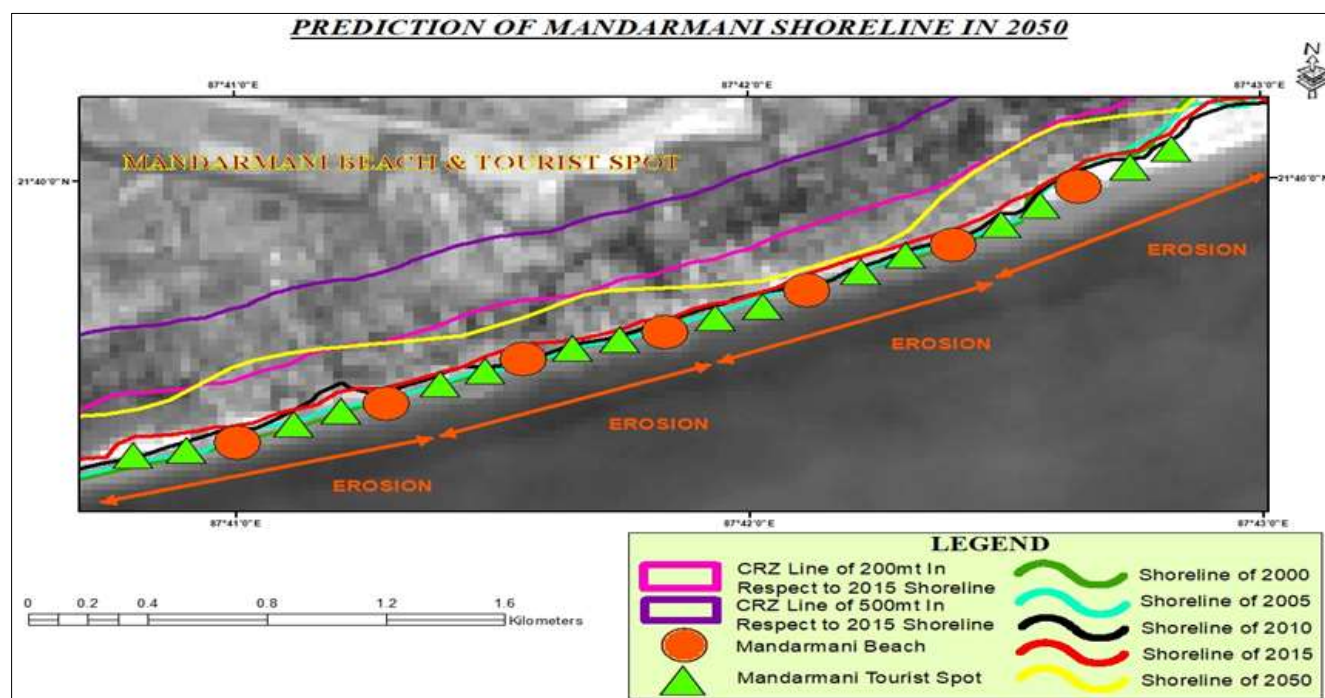 PREDICTION OF MANDARMANI SHORELINE IN 2050
N
87°41'0"E
87°42'0"E
87°43'0"E
MANDARMANI BEACH & TOURIST SPOT
21°40'0"N
21°40'0"N
EROSION
EROSION
EROSION
EROSION
87°41'0"E
87°42'0"E
87°43'0"E
LEGEND
CRZ Line of 200mt In
Respect to 2015 Shoreline
CRZ Line of 500mt In
Respect to 2015 Shoreline
Mandarmani Beach
Mandarmani Tourist Spot
Shoreline of 2000
Shoreline of 2005
Shoreline of 2010
Shoreline of 2015
Shoreline of 2050
0 0.2 0.4 0.8 1.2 1.6
Kilometers